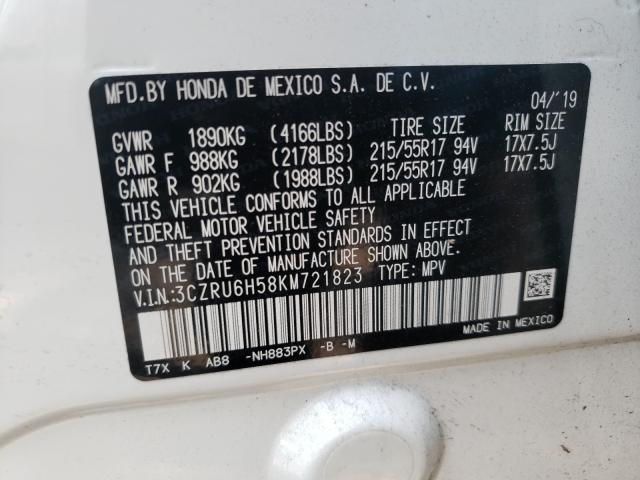 MFD.BY HONDA DE MEXICO S.A. DE C.V.
04/'19
GVWR 1890KG (4166LBS) TIRE SIZE RIM SIZE
GAWR F 988KG (2178LBS) 215/55R17 94V 17X7.5J
GAWR R 902KG (1988LBS) 215/55R17 94V 17X7.5J
THIS VEHICLE CONFORMS TO ALL APPLICABLE
FEDERAL MOTOR VEHICLE SAFETY
AND THEFT PREVENTION STANDARDS IN EFFECT
ON THE DATE OF MANUFACTURE SHOWN ABOVE.
V.I.N.:3CZRU6H58KM721823 TYPE: MPV
T7X K AB8 -NH883PX -B -M MADE IN MEXICO